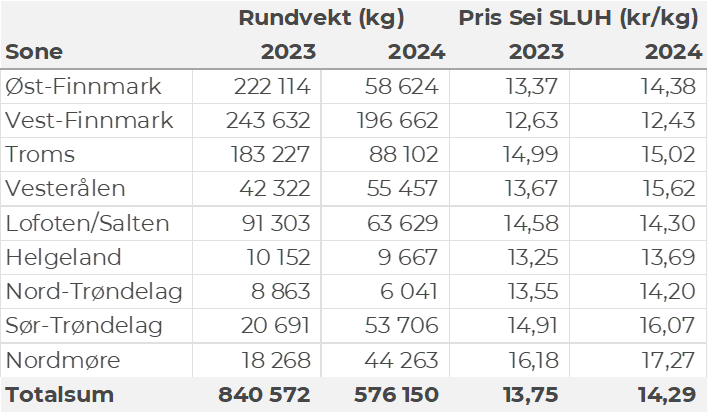 Rundvekt (kg) Pris Sei SLUH (kr/kg)
Sone 2023 2024 2023 2024
Øst-Finnmark 222 114 58 624 13,37 14,38
Vest-Finnmark 243 632 196 662 12,63 12,43
Troms 183 227 88 102 14,99 15,02
Vesterålen 42 322 55 457 13,67 15,62
Lofoten/Salten 91 303 63 629 14,58 14,30
Helgeland 10 152 9 667 13,25 13,69
Nord-Trøndelag 8 863 6 041 13,55 14,20
Sør-Trøndelag 20 691 53 706 14,91 16,07
Nordmøre 18 268 44 263 16,18 17,27
Totalsum 840 572 576 150 13,75 14,29